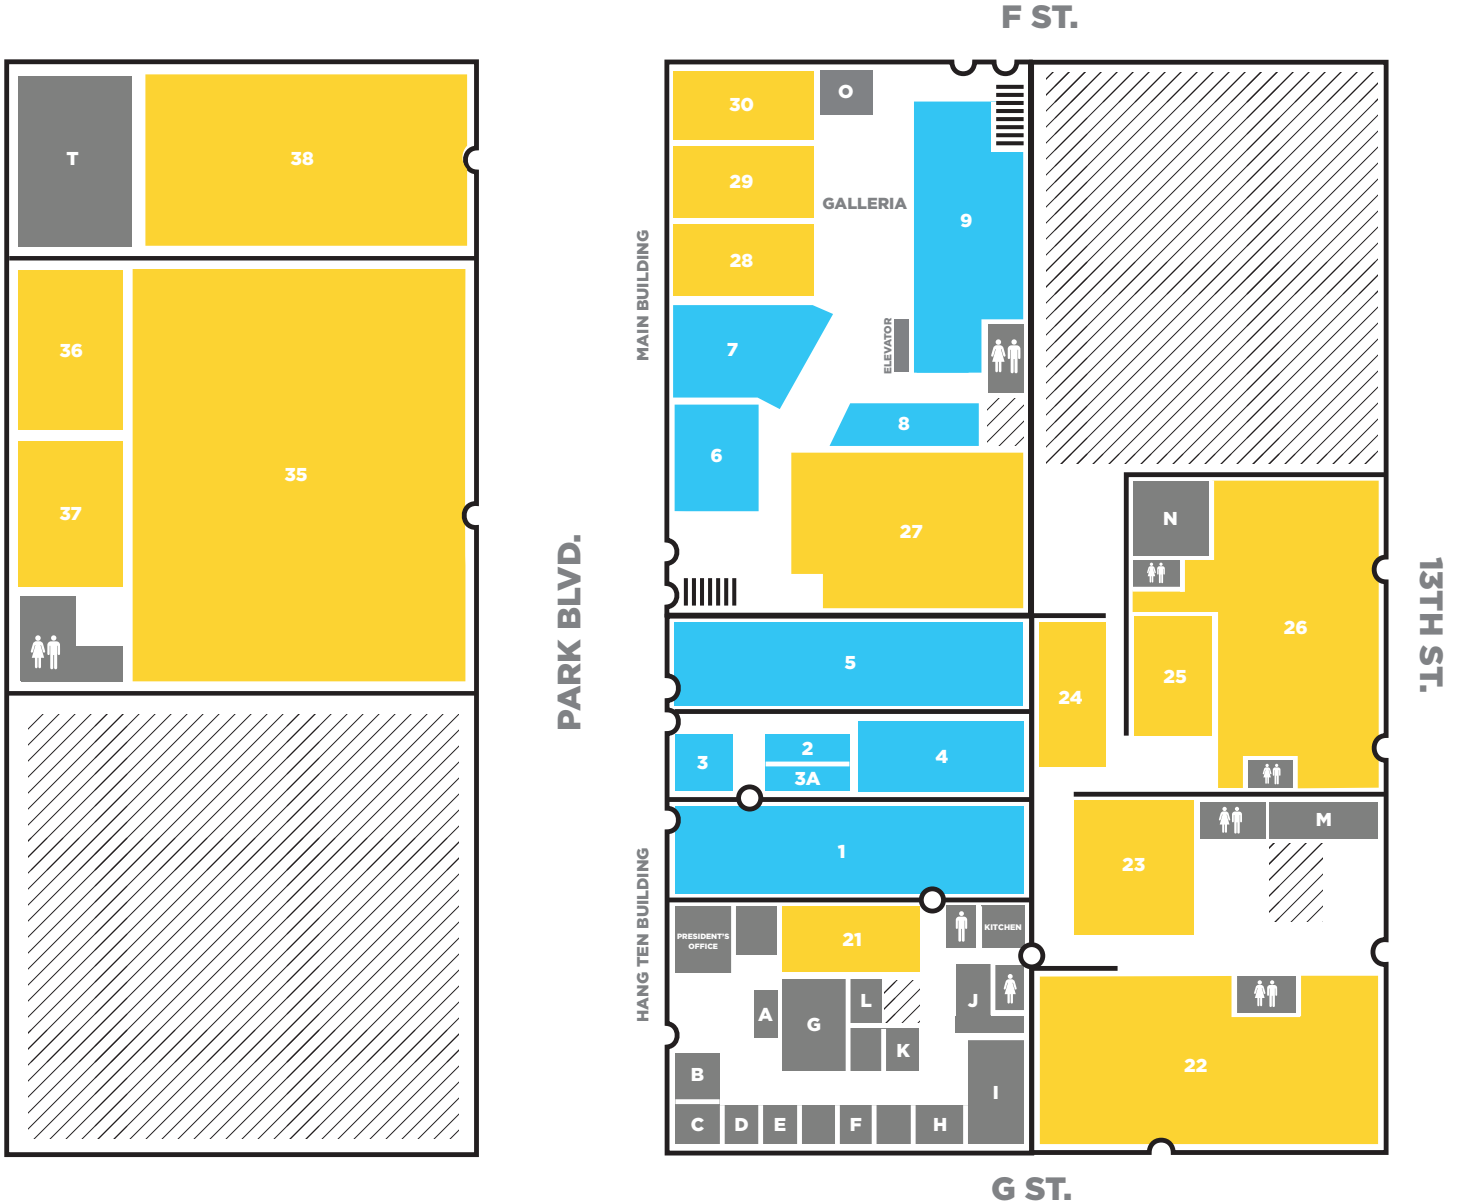 F ST.
T
38
36
35
37
PARK BLVD.
MAIN BUILDING
30
O
29
GALLERIA
9
28
7
ELEVATOR
8
6
27
5
3
2
3A
4
1
HANG TEN BUILDING
PRESIDENT'S
OFFICE
21
KITCHEN
A
G
L
J
K
B
I
C
D
E
F
H
N
26
25
24
13TH ST.
23
M
22
G ST.